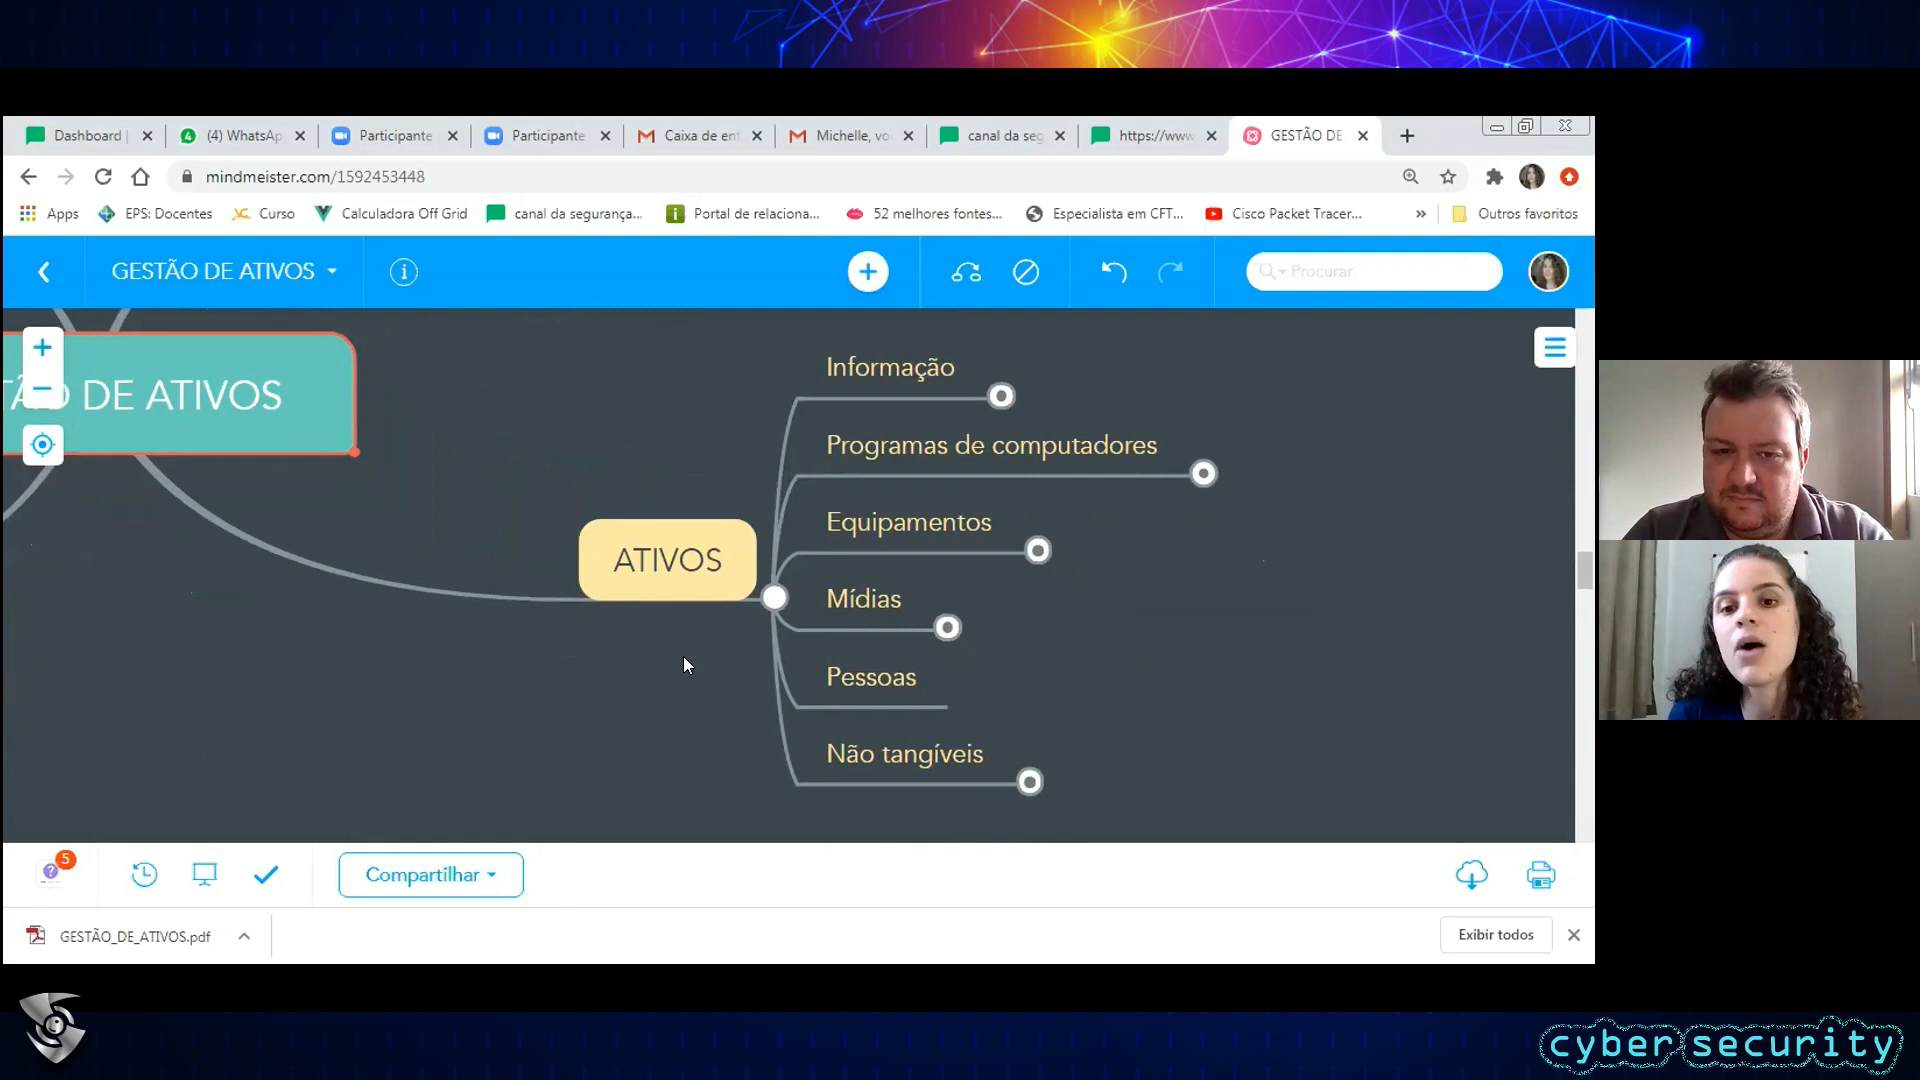 Dashboard
(4) WhatsAp
Participante
Participante
Caixa de en
Michelle, vo
canal da seg
https://www
GESTÃO DE
mindmeister.com/1592453448
Apps
EPS: Docentes
Curso
Calculadora Off Grid
canal da segurança...
Portal de relaciona...
52 melhores fontes...
Especialista em CFT...
Cisco Packet Tracer...
»
Outros favoritos
GESTÃO DE ATIVOS
Procurar
TÃO DE ATIVOS
ATIVOS
Informação
Programas de computadores
Equipamentos
Mídias
Pessoas
Não tangíveis
5
Compartilhar
GESTÃO_DE_ATIVOS.pdf
Exibir todos
cyber security